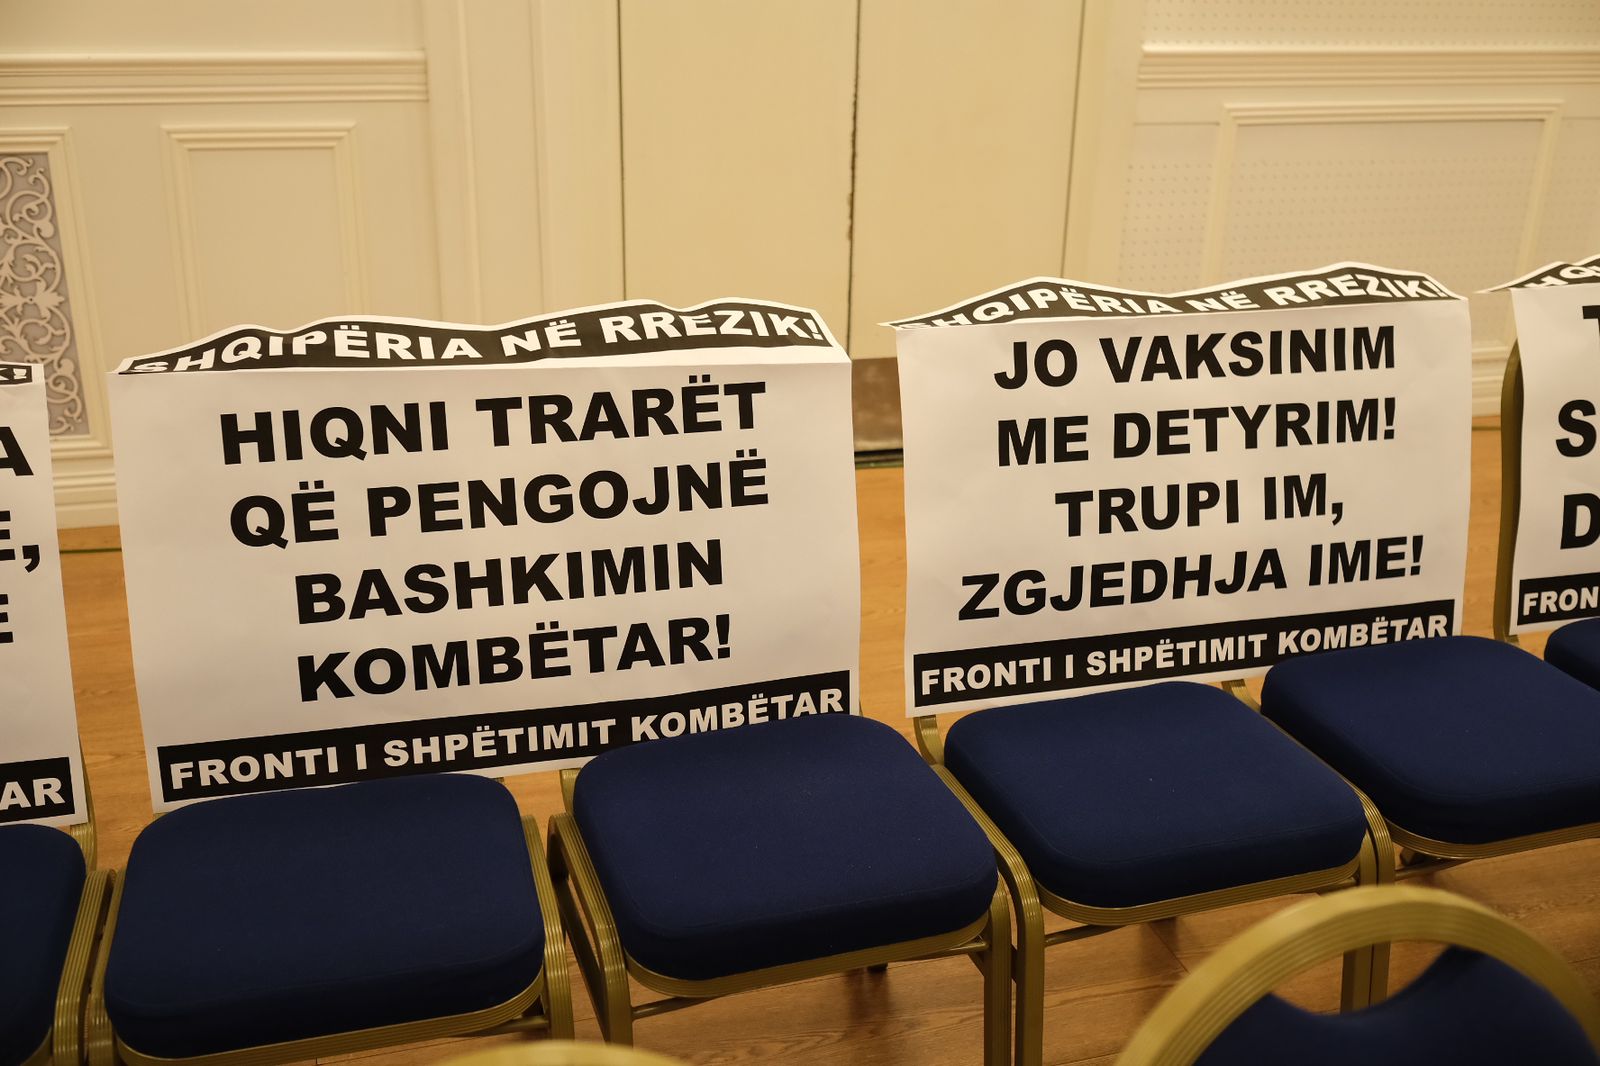 SHQIPËRIA NË RREZIK!
HIQNI TRARËT
QË PENGOJNË
BASHKIMIN
KOMBËTAR!
FRONTI I SHPËTIMIT KOMBËTAR
SHQIPËRIA NË RREZIK!
JO VAKSINIM
ME DETYRIM!
TRUPI IM,
ZGJEDHJA IME!
FRONTI I SHPËTIMIT KOMBËTAR